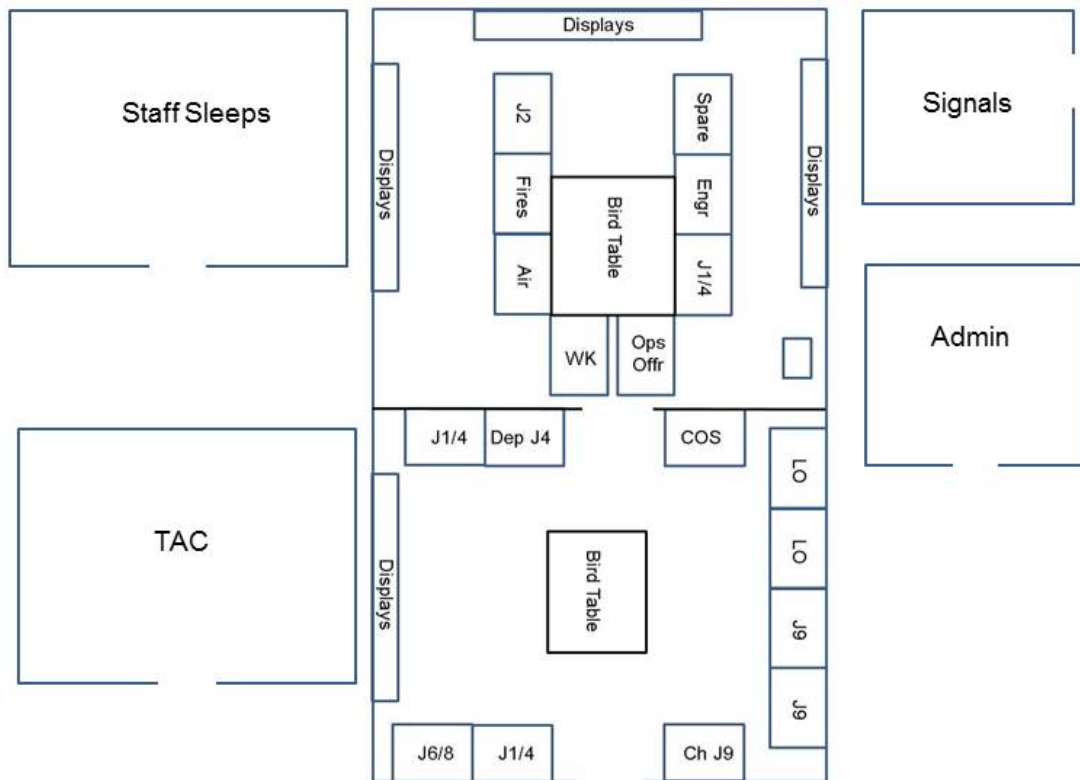 Displays
Staff Sleeps
Signals
Displays
J2
Spare
Displays
Fires
Bird Table
Engr
Air
J1/4
Admin
WK
Ops
Offr
J1/4
Dep J4
COS
LO
TAC
LO
Displays
Bird Table
J9
J9
J6/8
J1/4
Ch J9